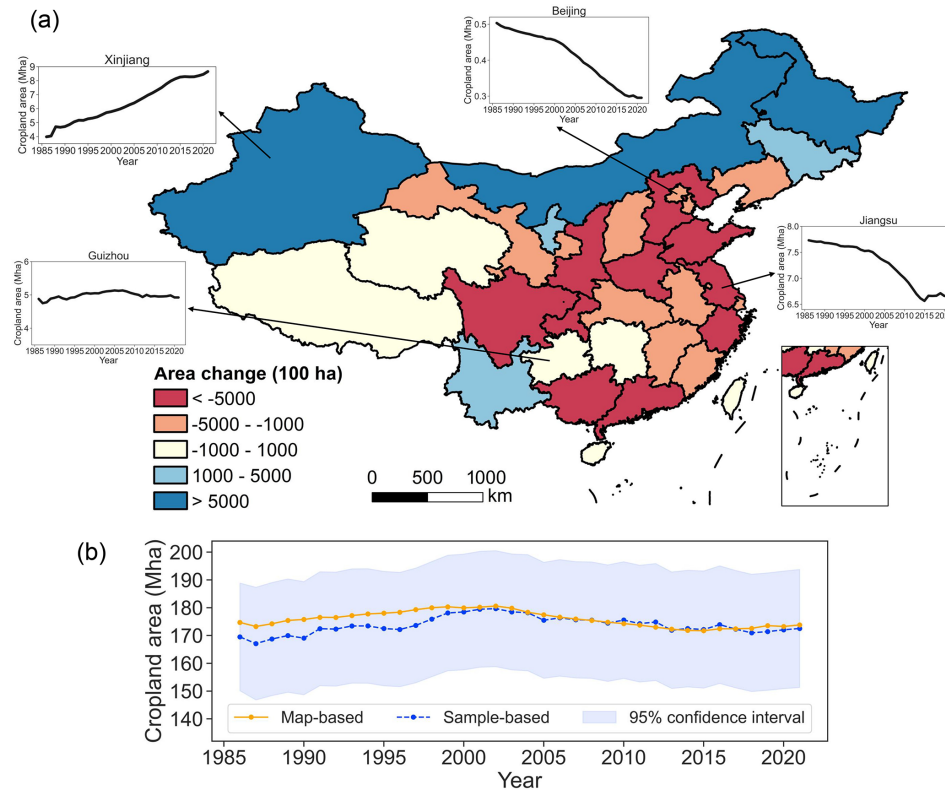 (a)
Xinjiang
Cropland area (Mha)
9
8
7
6
5
4
1985 1990 1995 2000 2005 2010 2015 2020
Year
Beijing
Cropland area (Mha)
0.5
0.4
0.3
1985 1990 1995 2000 2005 2010 2015 2020
Year
Guizhou
Cropland area (Mha)
6
5
4
1985 1990 1995 2000 2005 2010 2015 2020
Year
Jiangsu
Cropland area (Mha)
8.0
7.5
7.0
6.5
1985 1990 1995 2000 2005 2010 2015
Year
Area change (100 ha)
< -5000
-5000 - -1000
-1000 - 1000
1000 - 5000
> 5000
0 500 1000
km
(b)
Cropland area (Mha)
200
190
180
170
160
150
140
Map-based Sample-based 95% confidence interval
1985 1990 1995 2000 2005 2010 2015 2020
Year